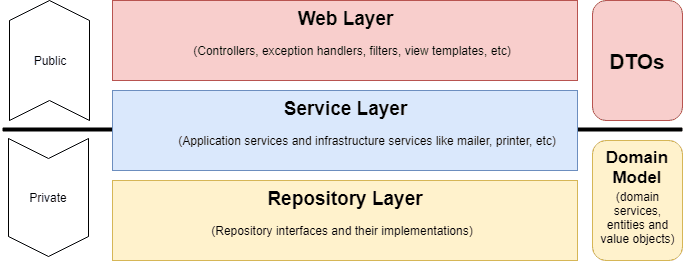 Web Layer
(Controllers, exception handlers, filters, view templates, etc)
Public
DTOs
Service Layer
(Application services and infrastructure services like mailer, printer, etc)
Private
Repository Layer
(Repository interfaces and their implementations)
Domain
Model
(domain
services,
entities and
value objects)